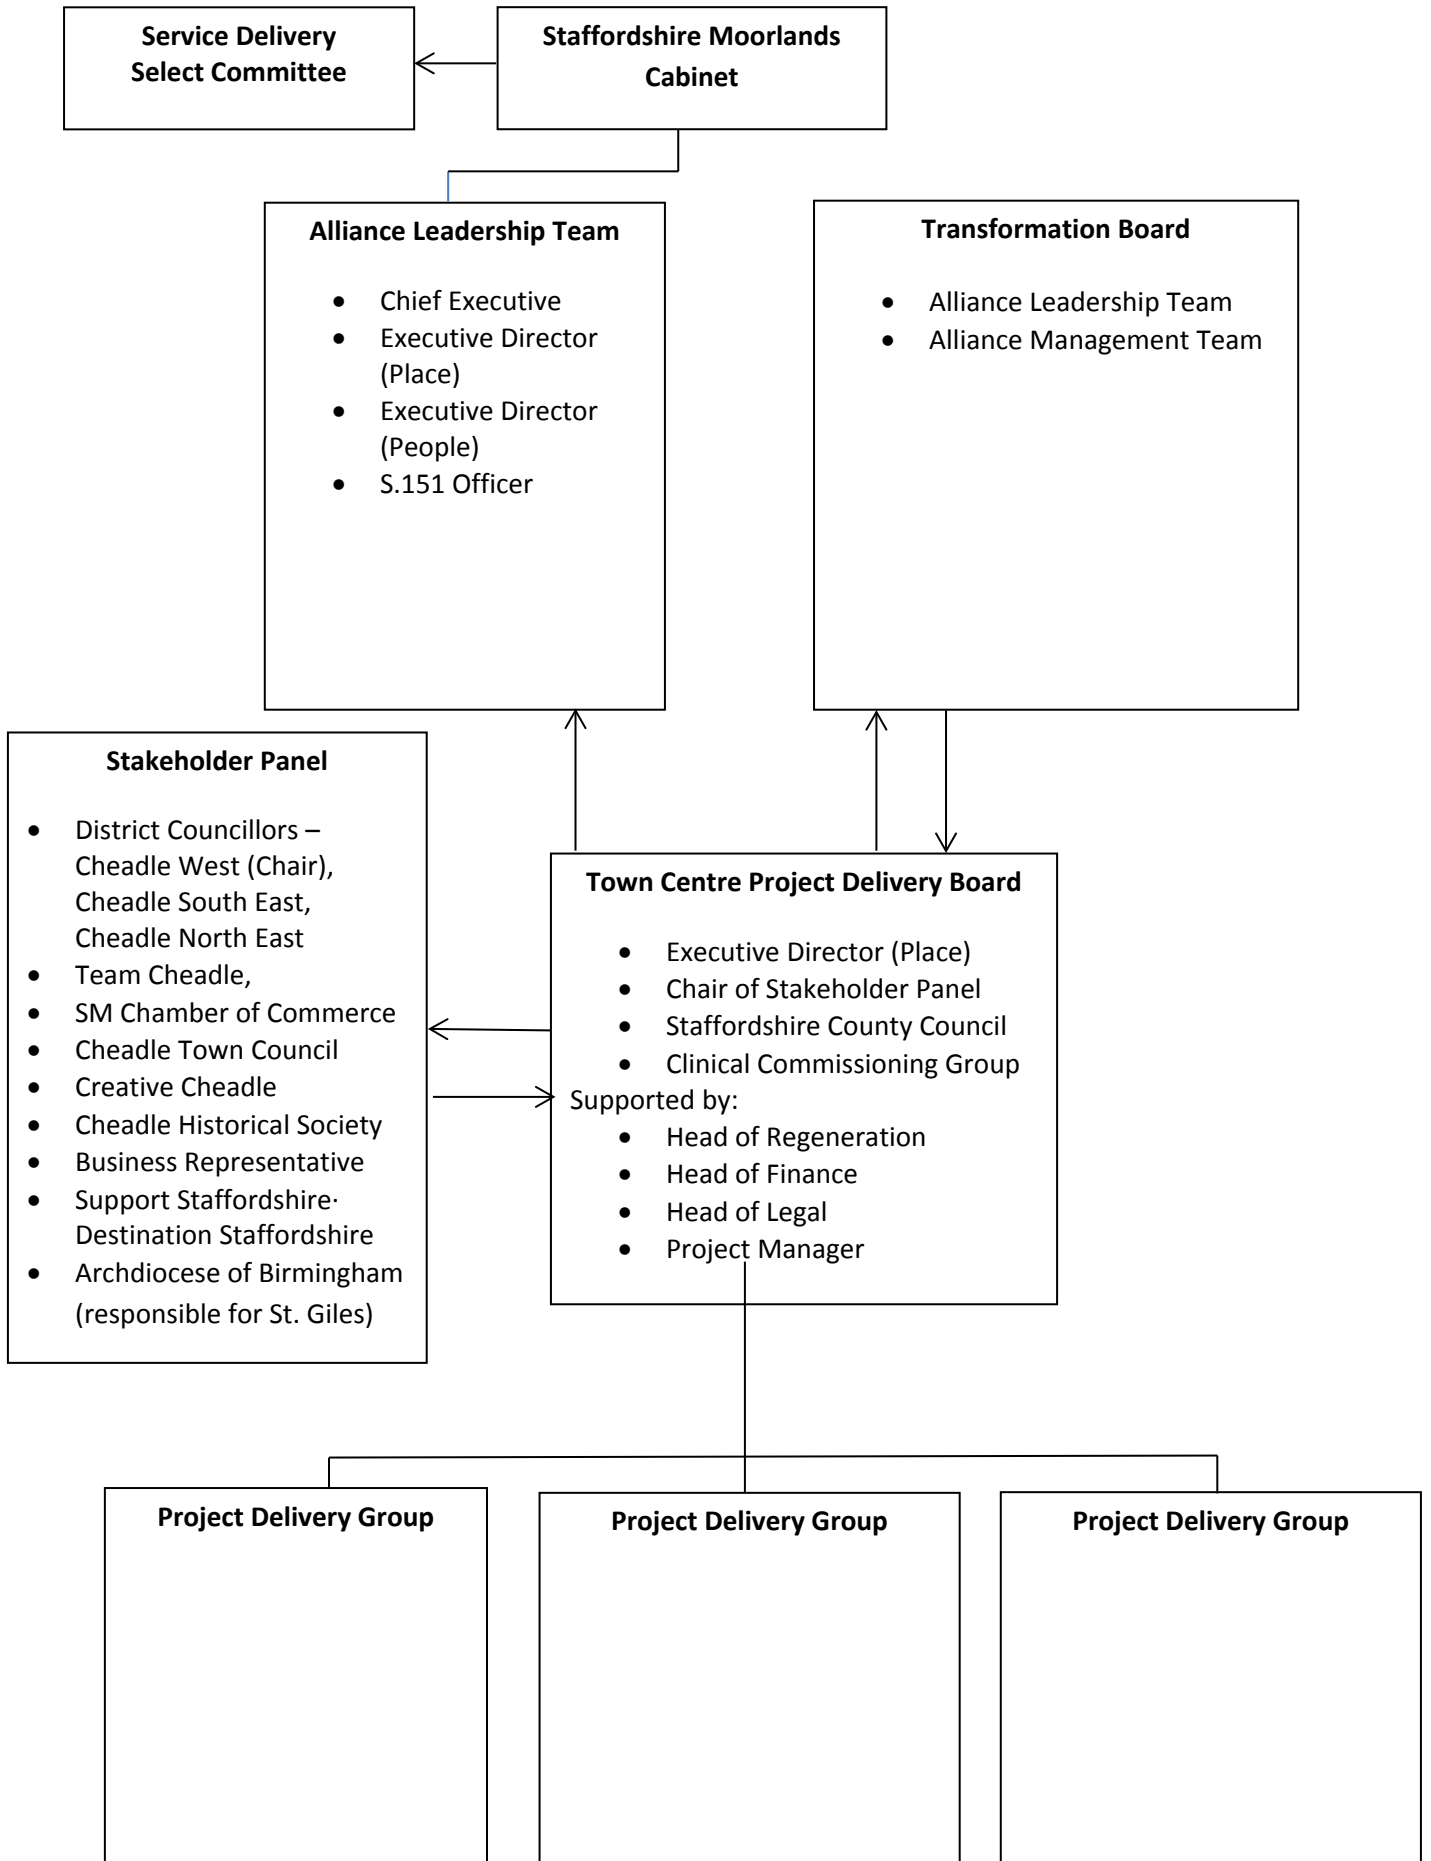 Service Delivery
Select Committee
Staffordshire Moorlands
Cabinet
Alliance Leadership Team
• Chief Executive
• Executive Director
(Place)
• Executive Director
(People)
• S.151 Officer
Transformation Board
• Alliance Leadership Team
• Alliance Management Team
Stakeholder Panel
• District Councillors –
Cheadle West (Chair),
Cheadle South East,
Cheadle North East
• Team Cheadle,
• SM Chamber of Commerce
• Cheadle Town Council
• Creative Cheadle
• Cheadle Historical Society
• Business Representative
• Support Staffordshire·
Destination Staffordshire
• Archdiocese of Birmingham
(responsible for St. Giles)
Town Centre Project Delivery Board
• Executive Director (Place)
• Chair of Stakeholder Panel
• Staffordshire County Council
• Clinical Commissioning Group
Supported by:
• Head of Regeneration
• Head of Finance
• Head of Legal
• Project Manager
Project Delivery Group
Project Delivery Group
Project Delivery Group